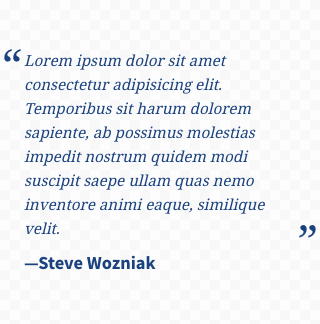 “Lorem ipsum dolor sit amet
consectetur adipisicing elit.
Temporibus sit harum dolorem
sapiente, ab possimus molestias
impedit nostrum quidem modi
suscipit saepe ullam quas nemo
inventore animi eaque, similique
velit.”
—Steve Wozniak